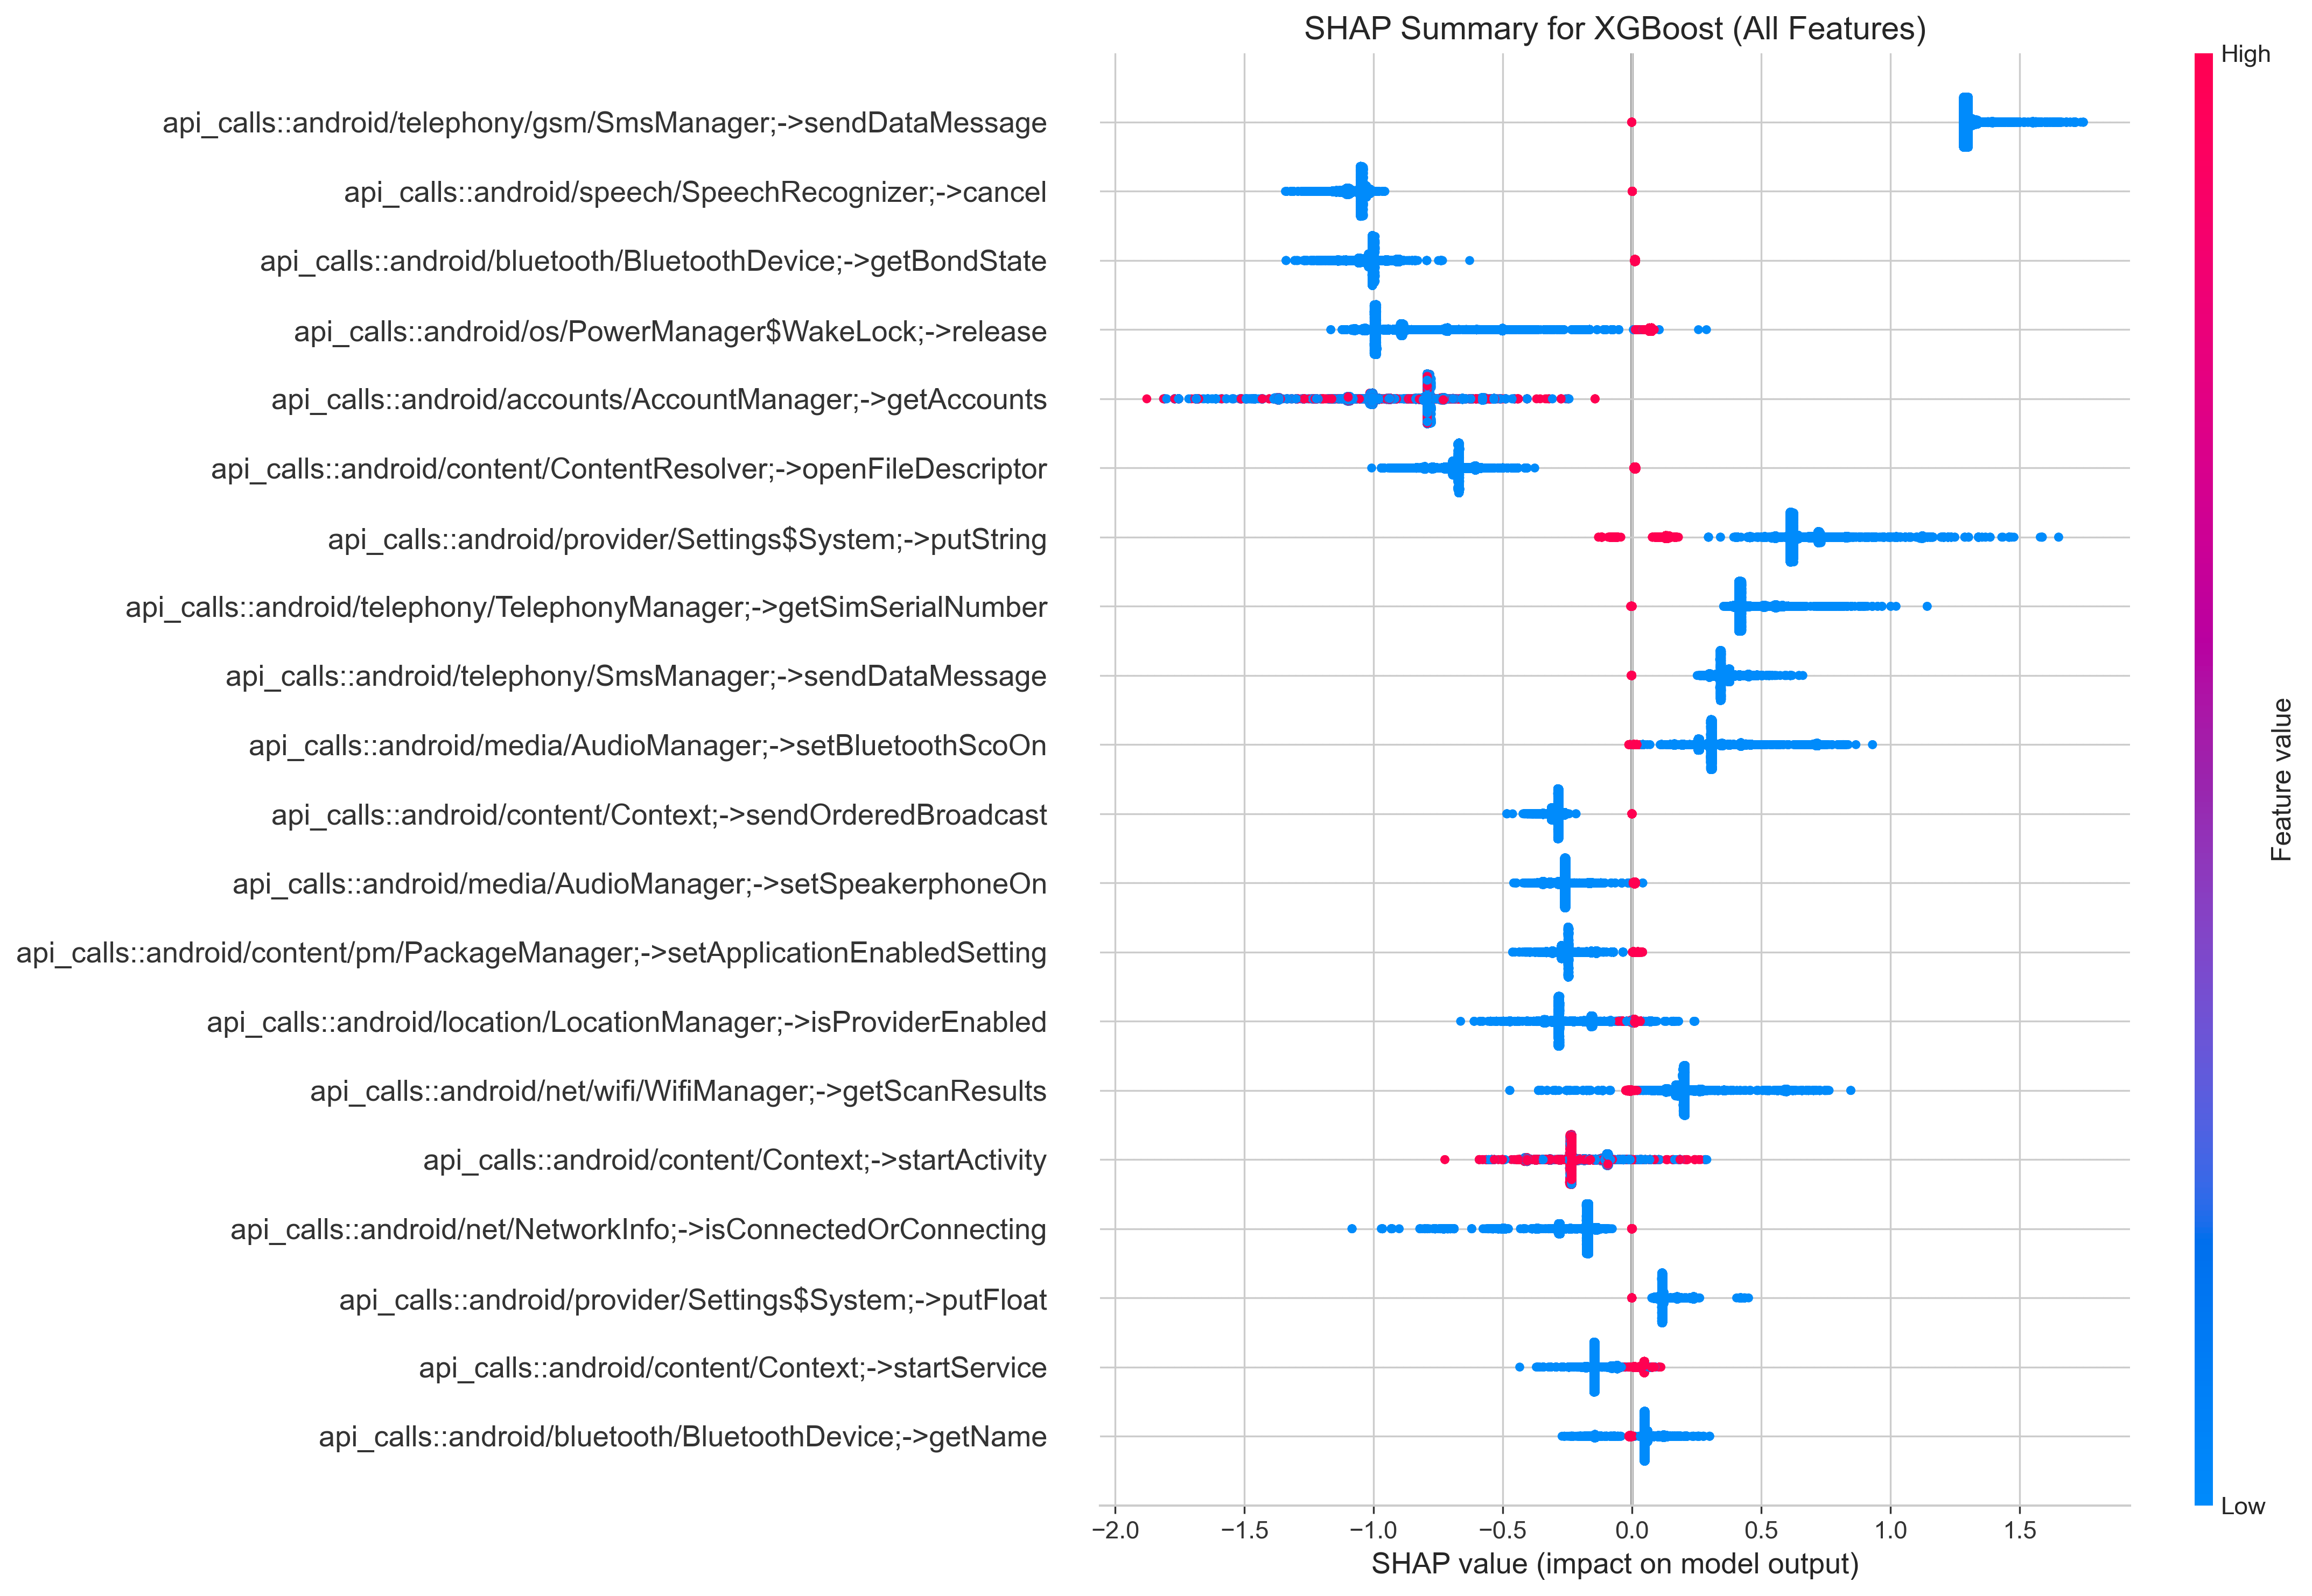 SHAP Summary for XGBoost (All Features)
High
api_calls::android/telephony/gsm/SmsManager;->sendDataMessage
api_calls::android/speech/SpeechRecognizer;->cancel
api_calls::android/bluetooth/BluetoothDevice;->getBondState
api_calls::android/os/PowerManager$WakeLock;->release
api_calls::android/accounts/AccountManager;->getAccounts
api_calls::android/content/ContentResolver;->openFileDescriptor
api_calls::android/provider/Settings$System;->putString
api_calls::android/telephony/TelephonyManager;->getSimSerialNumber
api_calls::android/telephony/SmsManager;->sendDataMessage
api_calls::android/media/AudioManager;->setBluetoothScoOn
api_calls::android/content/Context;->sendOrderedBroadcast
api_calls::android/media/AudioManager;->setSpeakerphoneOn
api_calls::android/content/pm/PackageManager;->setApplicationEnabledSetting
api_calls::android/location/LocationManager;->isProviderEnabled
api_calls::android/net/wifi/WifiManager;->getScanResults
api_calls::android/content/Context;->startActivity
api_calls::android/net/NetworkInfo;->isConnectedOrConnecting
api_calls::android/provider/Settings$System;->putFloat
api_calls::android/content/Context;->startService
api_calls::android/bluetooth/BluetoothDevice;->getName
Feature value
Low
−2.0 −1.5 −1.0 −0.5 0.0 0.5 1.0 1.5
SHAP value (impact on model output)